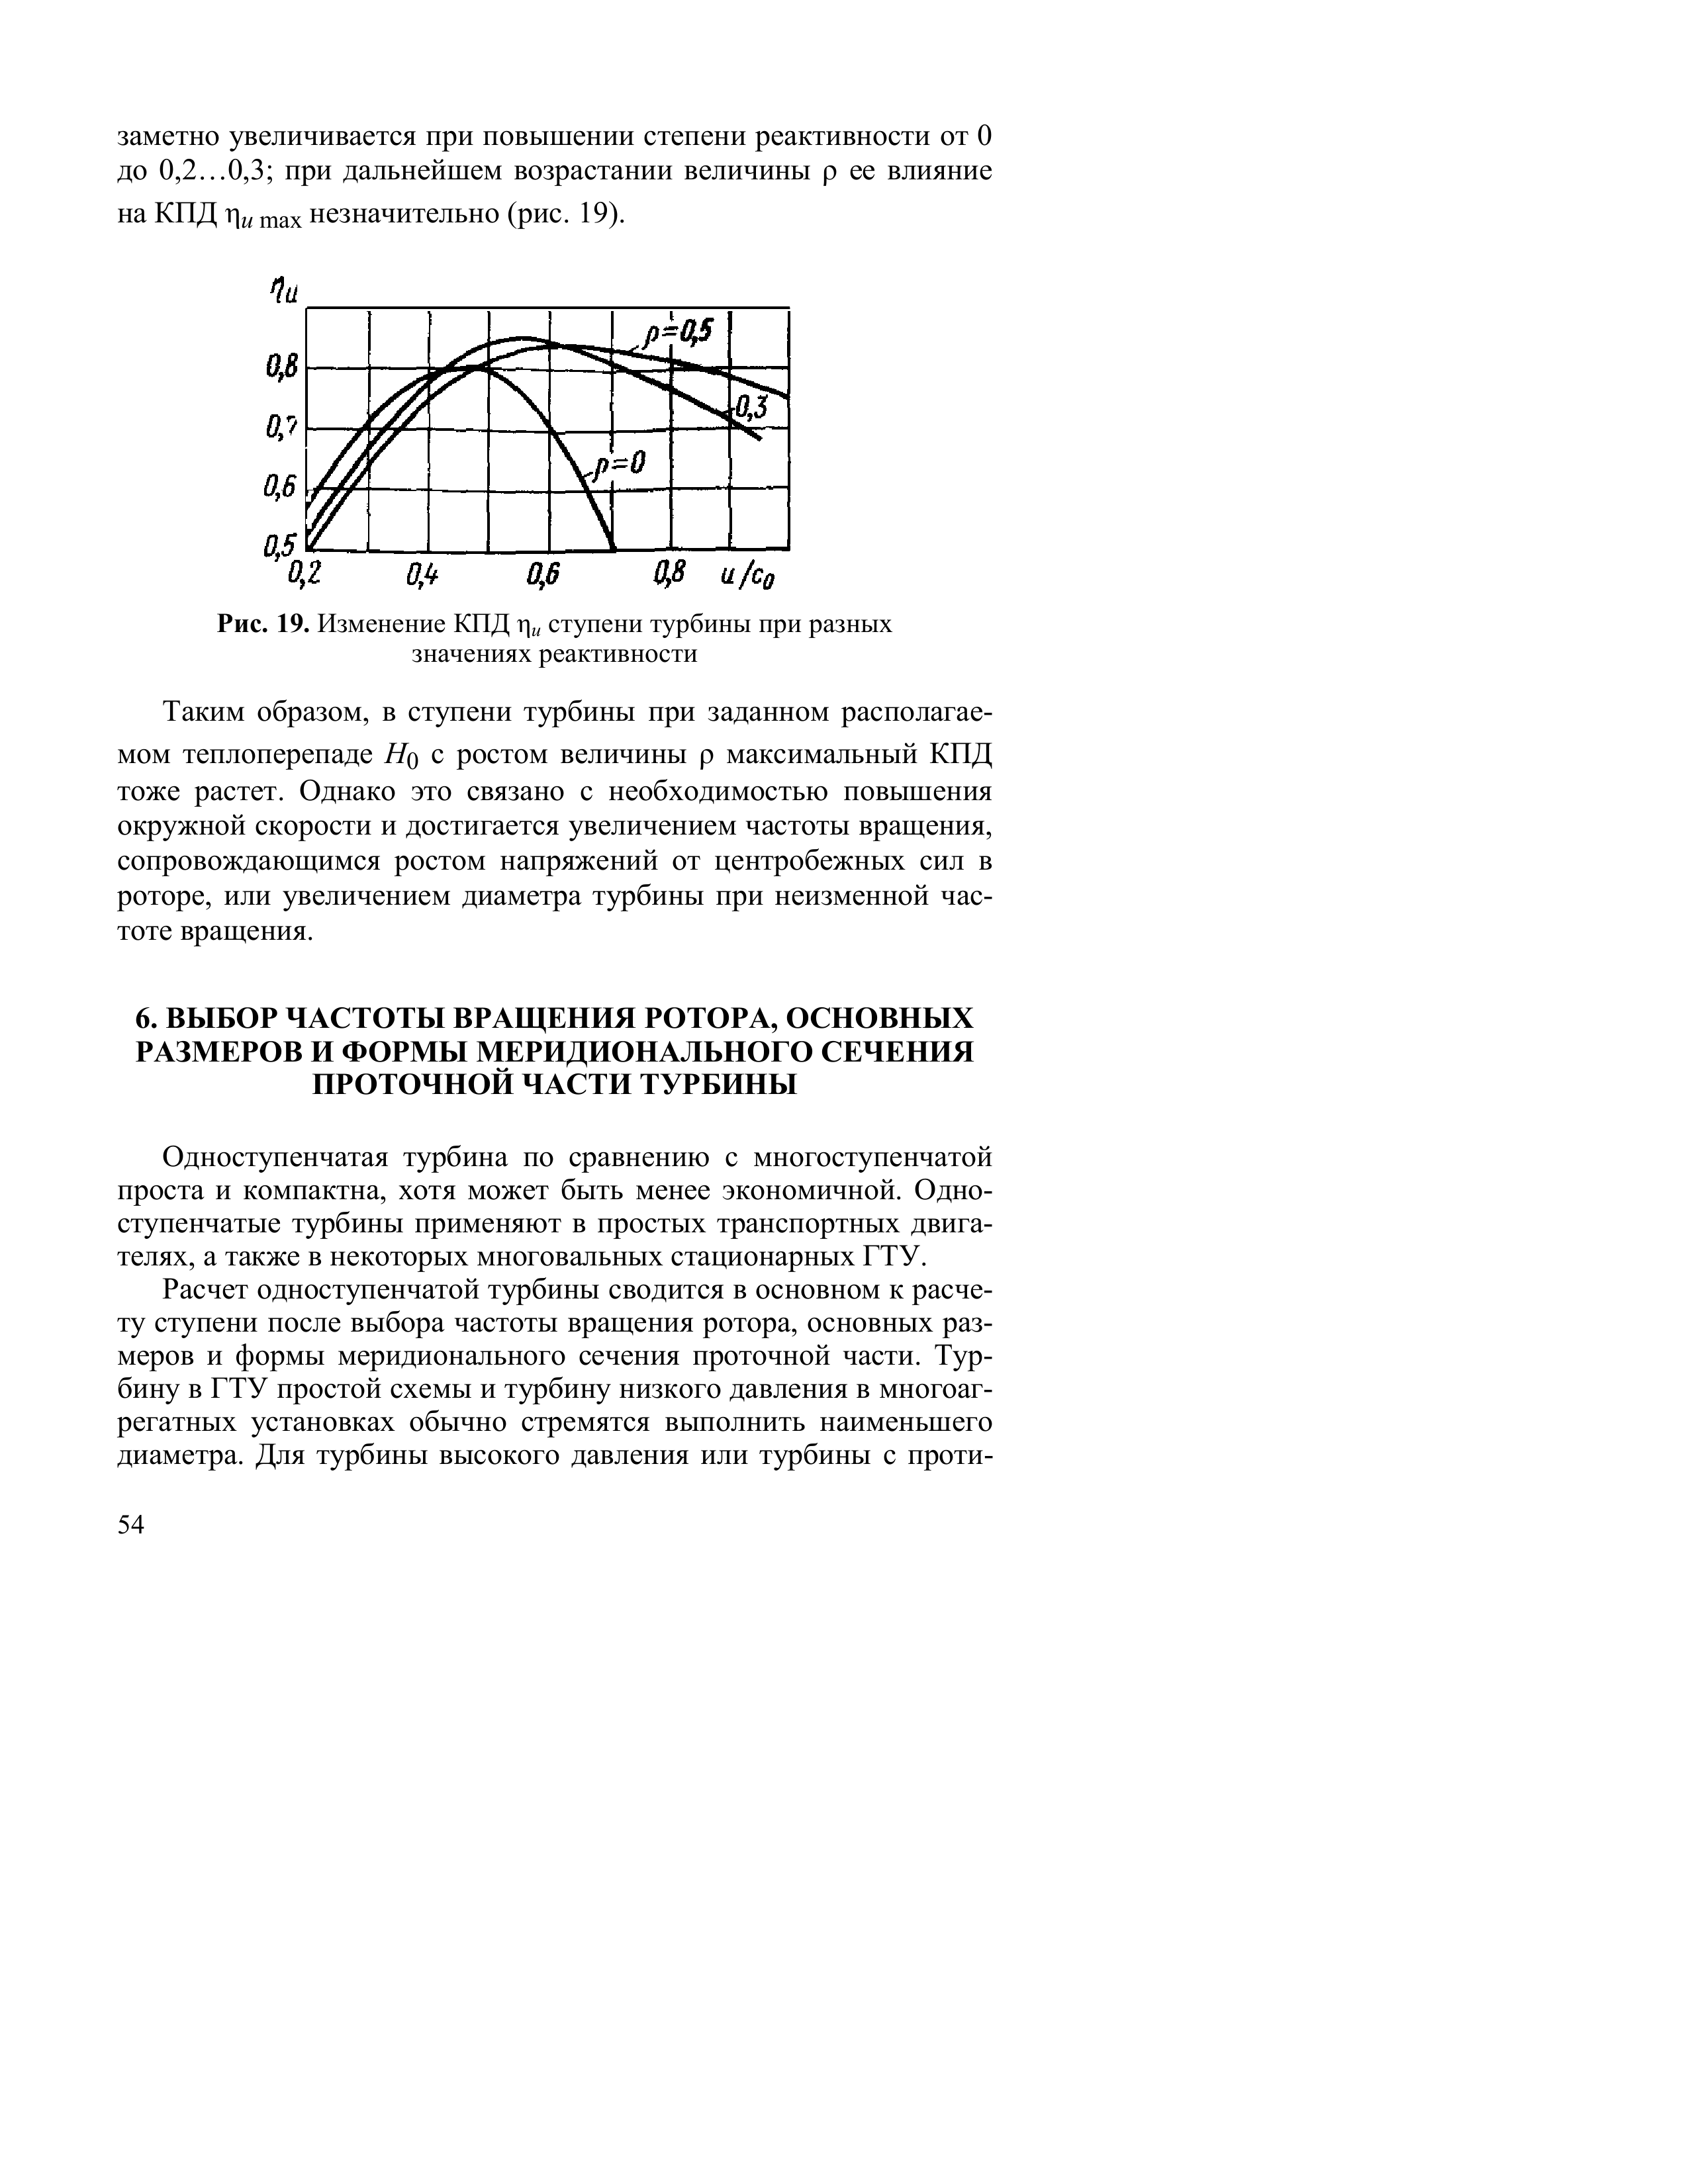 заметно увеличивается при повышении степени реактивности от 0
до 0,2…0,3; при дальнейшем возрастании величины ρ ее влияние
на КПД ηu max незначительно (рис. 19).
ηu
0,8
0,7
0,6
0,5
0,2
0,4
0,6
0,8
u/c0
ρ=0,5
0,3
ρ=0
Рис. 19. Изменение КПД ηu ступени турбины при разных
значениях реактивности
Таким образом, в ступени турбины при заданном располагае-
мом теплоперепаде H0 с ростом величины ρ максимальный КПД
тоже растет. Однако это связано с необходимостью повышения
окружной скорости и достигается увеличением частоты вращения,
сопровождающимся ростом напряжений от центробежных сил в
роторе, или увеличением диаметра турбины при неизменной час-
тоте вращения.
6. ВЫБОР ЧАСТОТЫ ВРАЩЕНИЯ РОТОРА, ОСНОВНЫХ
РАЗМЕРОВ И ФОРМЫ МЕРИДИОНАЛЬНОГО СЕЧЕНИЯ
ПРОТОЧНОЙ ЧАСТИ ТУРБИНЫ
Одноступенчатая турбина по сравнению с многоступенчатой
проста и компактна, хотя может быть менее экономичной. Одно-
ступенчатые турбины применяют в простых транспортных двига-
телях, а также в некоторых многовальных стационарных ГТУ.
Расчет одноступенчатой турбины сводится в основном к расче-
ту ступени после выбора частоты вращения ротора, основных раз-
меров и формы меридионального сечения проточной части. Тур-
бину в ГТУ простой схемы и турбину низкого давления в многоаг-
регатных установках обычно стремятся выполнить наименьшего
диаметра. Для турбины высокого давления или турбины с проти-
54